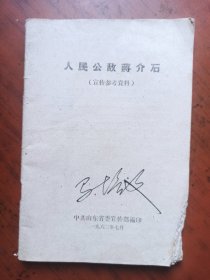 人民公敌蒋介石
（宣传参考资料）
中共山东省委宣传部编印
一九六二年七月